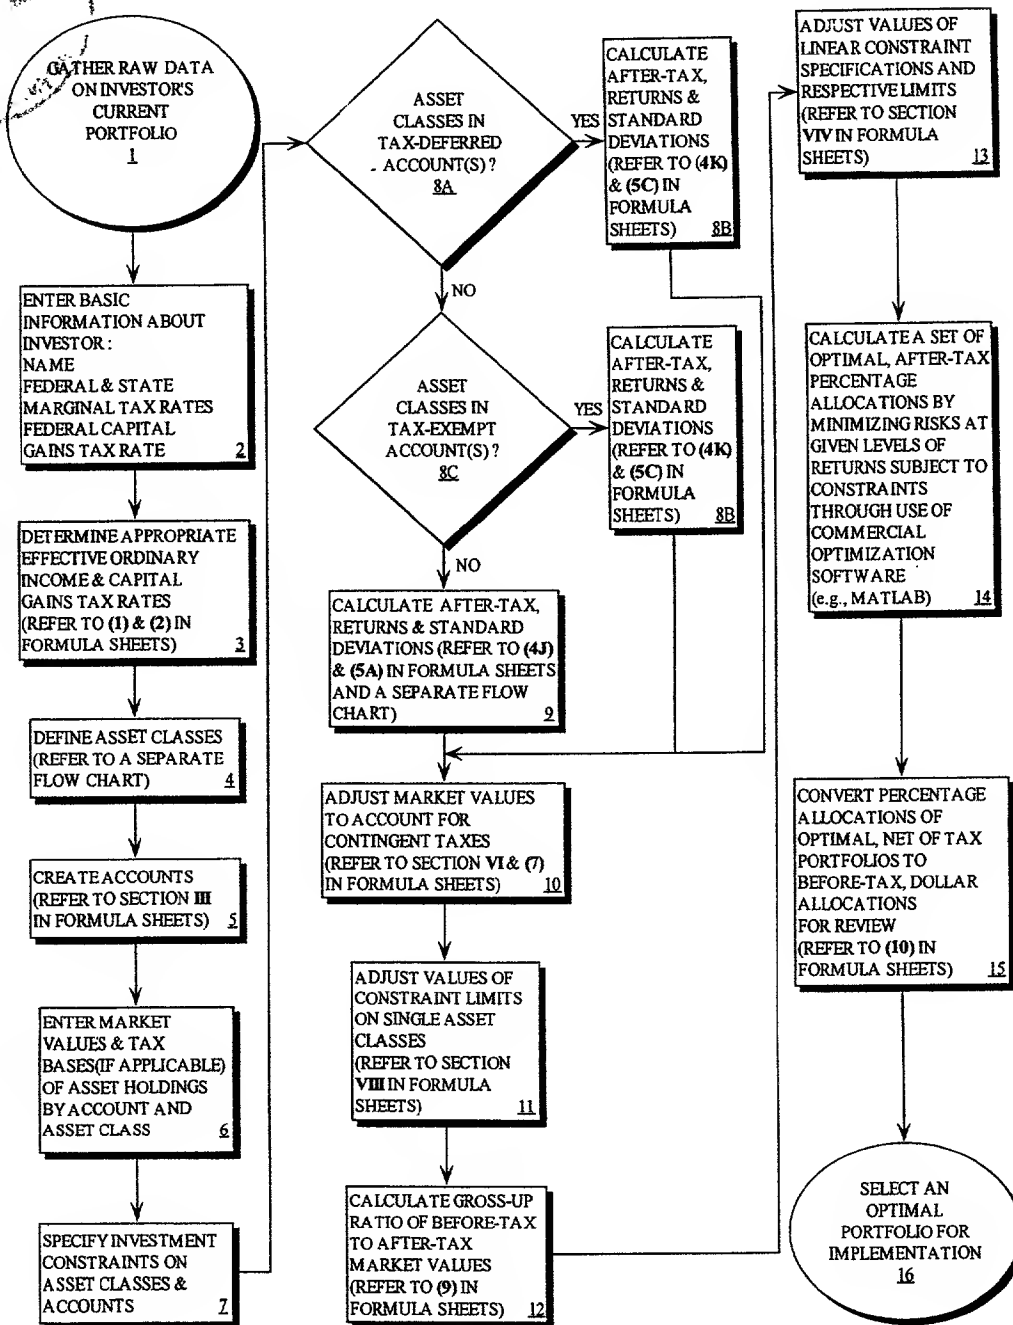 GATHER RAW DATA
ON INVESTOR'S
CURRENT
PORTFOLIO
1
ENTER BASIC
INFORMATION ABOUT
INVESTOR :
NAME
FEDERAL & STATE
MARGINAL TAX RATES
FEDERAL CAPITAL
GAINS TAX RATE 2
DETERMINE APPROPRIATE
EFFECTIVE ORDINARY
INCOME & CAPITAL
GAINS TAX RATES
(REFER TO (1) & (2) IN
FORMULA SHEETS) 3
DEFINE ASSET CLASSES
(REFER TO A SEPARATE
FLOW CHART) 4
CREATE ACCOUNTS
(REFER TO SECTION III
IN FORMULA SHEETS) 5
ENTER MARKET
VALUES & TAX
BASES(IF APPLICABLE)
OF ASSET HOLDINGS
BY ACCOUNT AND
ASSET CLASS 6
SPECIFY INVESTMENT
CONSTRAINTS ON
ASSET CLASSES &
ACCOUNTS 7
ASSET
CLASSES IN
TAX-DEFERRED
ACCOUNT(S) ?
8A
YES
CALCULATE
AFTER-TAX,
RETURNS &
STANDARD
DEVIATIONS
(REFER TO (4K)
& (5C) IN
FORMULA
SHEETS) 8B
NO
ASSET
CLASSES IN
TAX-EXEMPT
ACCOUNT(S) ?
8C
YES
CALCULATE
AFTER-TAX,
RETURNS &
STANDARD
DEVIATIONS
(REFER TO (4K)
& (5C) IN
FORMULA
SHEETS) 8B
NO
CALCULATE AFTER-TAX,
RETURNS & STANDARD
DEVIATIONS (REFER TO (4J)
& (5A) IN FORMULA SHEETS
AND A SEPARATE FLOW
CHART) 9
ADJUST MARKET VALUES
TO ACCOUNT FOR
CONTINGENT TAXES
(REFER TO SECTION VI & (7)
IN FORMULA SHEETS) 10
ADJUST VALUES OF
CONSTRAINT LIMITS
ON SINGLE ASSET
CLASSES
(REFER TO SECTION
VIII IN FORMULA
SHEETS) 11
CALCULATE GROSS-UP
RATIO OF BEFORE-TAX
TO AFTER-TAX
MARKET VALUES
(REFER TO (9) IN
FORMULA SHEETS) 12
ADJUST VALUES OF
LINEAR CONSTRAINT
SPECIFICATIONS AND
RESPECTIVE LIMITS
(REFER TO SECTION
VIV IN FORMULA
SHEETS) 13
CALCULATE A SET OF
OPTIMAL, AFTER-TAX
PERCENTAGE
ALLOCATIONS BY
MINIMIZING RISKS AT
GIVEN LEVELS OF
RETURNS SUBJECT TO
CONSTRAINTS
THROUGH USE OF
COMMERCIAL
OPTIMIZATION
SOFTWARE
(e.g., MATLAB) 14
CONVERT PERCENTAGE
ALLOCATIONS OF
OPTIMAL, NET OF TAX
PORTFOLIOS TO
BEFORE-TAX, DOLLAR
ALLOCATIONS
FOR REVIEW
(REFER TO (10) IN
FORMULA SHEETS) 15
SELECT AN
OPTIMAL
PORTFOLIO FOR
IMPLEMENTATION
16